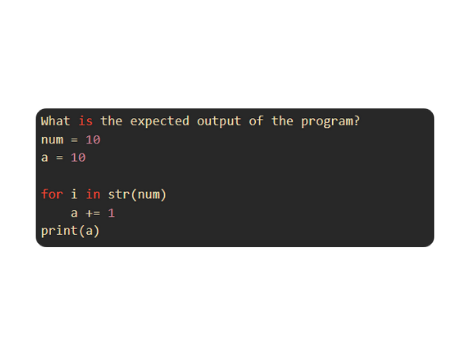 What is the expected output of the program?
num = 10
a = 10
for i in str(num)
    a += 1
print(a)